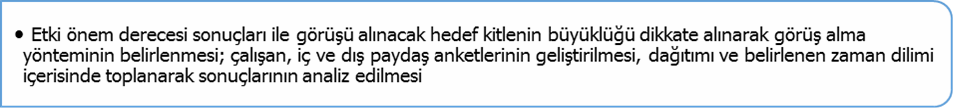 • Etki önem derecesi sonuçları ile görüşü alınacak hedef kitlenin büyüklüğü dikkate alınarak görüş alma
yönteminin belirlenmesi; çalışan, iç ve dış paydaş anketlerinin geliştirilmesi, dağıtımı ve belirlenen zaman dilimi
içerisinde toplanarak sonuçlarının analiz edilmesi